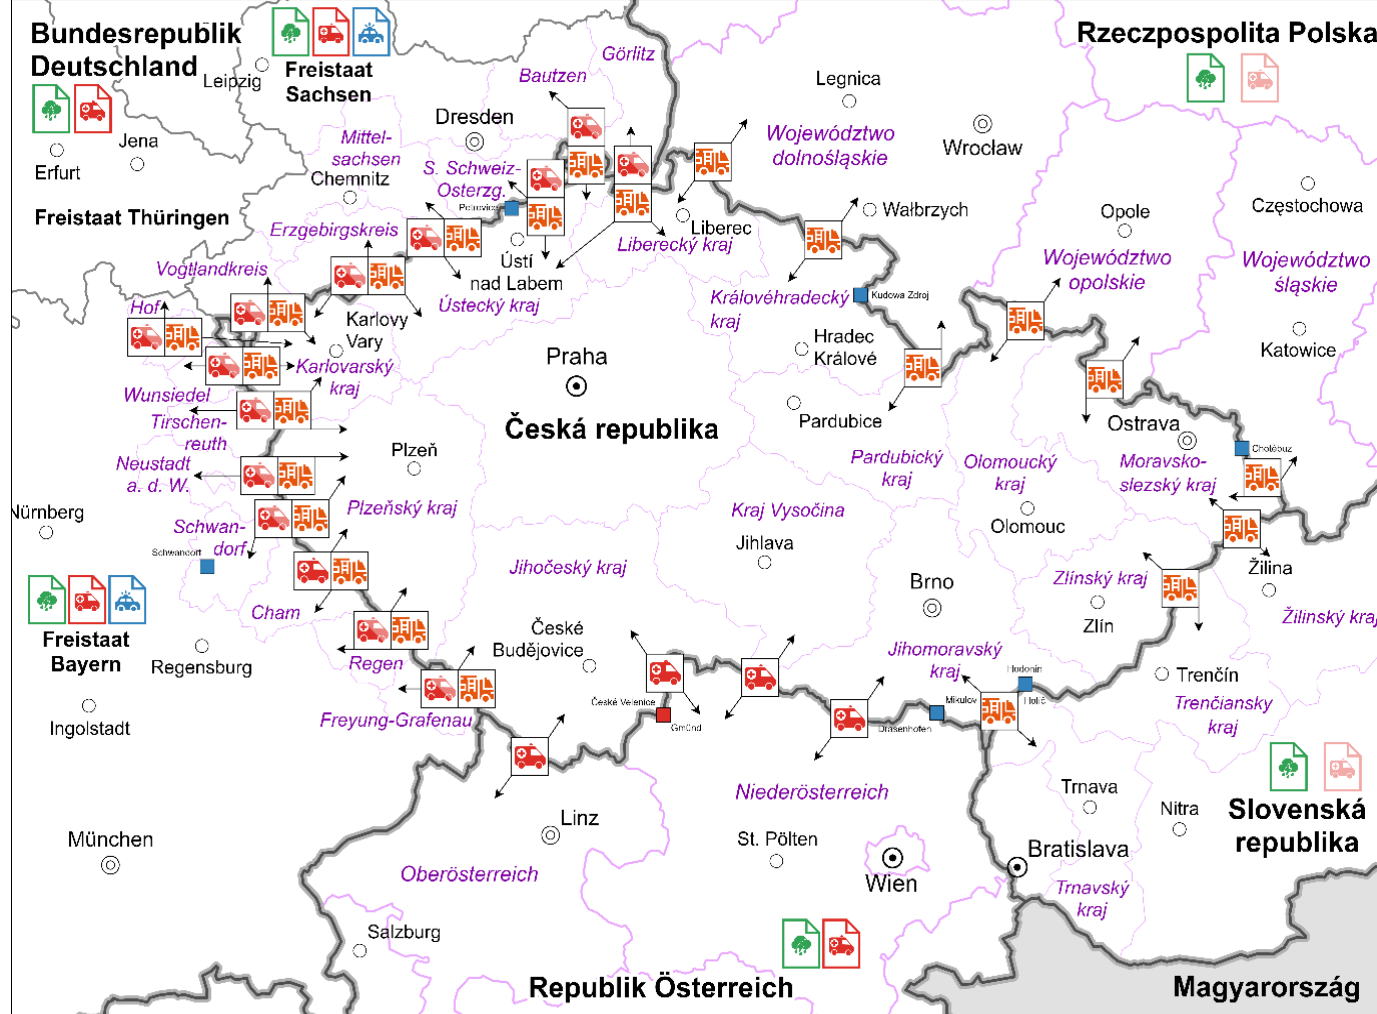 Bundesrepublik
Deutschland
Freistaat
Sachsen
Leipzig
Görlitz
Bautzen
Rzeczpospolita Polska
Legnica
Jena
Erfurt
Dresden
Mittel-
sachsen
Chemnitz
S. Schweiz-
Osterzg.
Petrovice
Województwo
dolnośląskie
Wrocław
Freistaat Thüringen
Erzgebirgskreis
Liberec
Liberecký kraj
Wałbrzych
Opole
Częstochowa
Vogtlandkreis
Ústí
nad Labem
Ústecký kraj
Województwo
opolskie
Województwo
śląskie
Hof
Karlovy
Vary
Královéhradecký
kraj
Kudowa Zdroj
Hradec
Králové
Katowice
Praha
Karlovarský
kraj
Wunsiedel
Tirschen-
reuth
Pardubice
Česká republika
Ostrava
Chotěbuz
Neustadt
a. d. W.
Plzeň
Pardubický
kraj
Olomoucký
kraj
Moravsko-
slezský kraj
Nürnberg
Schwan-
dorf
Schwandorf
Plzeňský kraj
Kraj Vysočina
Jihlava
Olomouc
Jihočeský kraj
Brno
Zlínský kraj
Zlín
Žilina
Žilinský kraj
Cham
Freistaat
Bayern
Regensburg
Regen
České
Budějovice
Jihomoravský
kraj
Hodonín
Holíč
Trenčín
Trenčiansky
kraj
Ingolstadt
Freyung-Grafenau
České Velenice
Gmünd
Mikulov
Drasenhofen
Niederösterreich
Trnava
Nitra
Slovenská
republika
München
Linz
St. Pölten
Wien
Bratislava
Oberösterreich
Trnavský
kraj
Salzburg
Republik Österreich
Magyarország